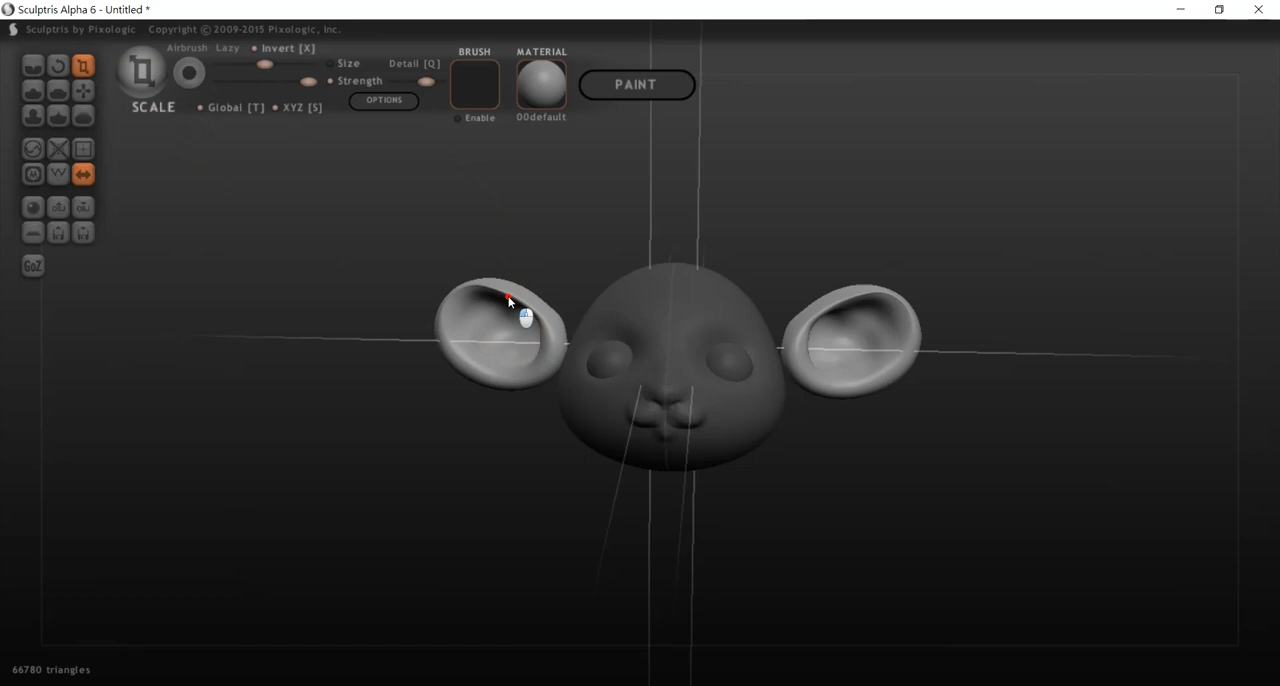 Sculptris Alpha 6 - Untitled *
Sculptris by Pixologic Copyright © 2009-2015 Pixologic, Inc.
Airbrush Lazy Invert [X]
Size Detail [Q]
Strength
OPTIONS
SCALE Global [T] XYZ [S]
BRUSH
Enable
MATERIAL
00default
PAINT
GoZ
66780 triangles